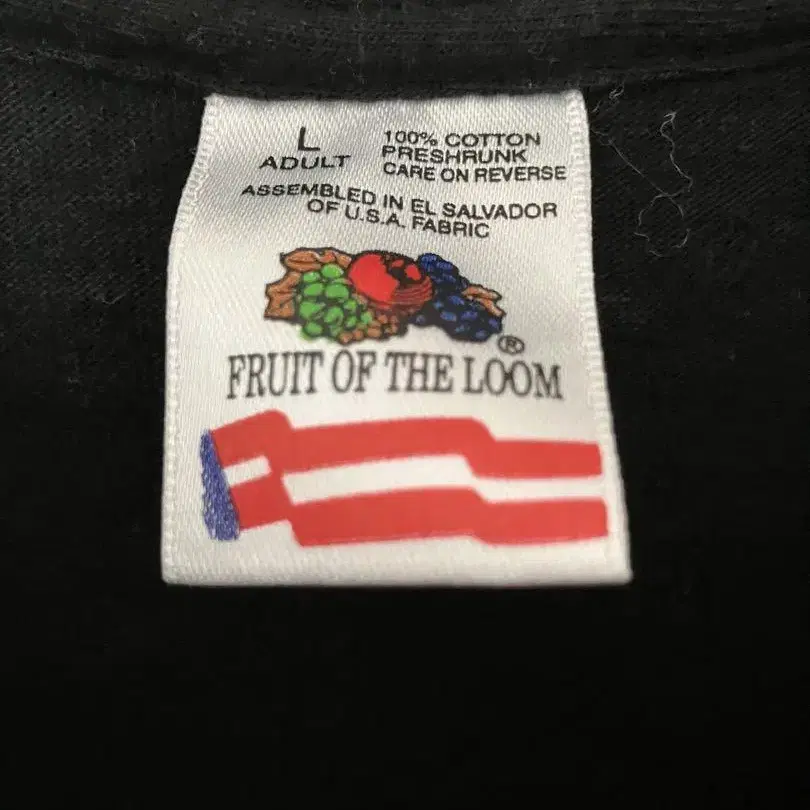 L
ADULT
100% COTTON
PRESHRUNK
CARE ON REVERSE
ASSEMBLED IN EL SALVADOR
OF U.S.A. FABRIC
®
FRUIT OF THE LOOM